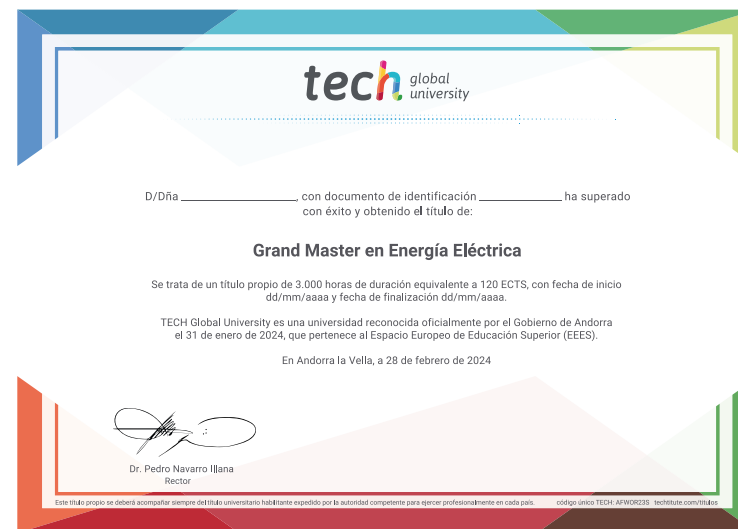 tech global
university
D/Dña ______________, con documento de identificación ______________ ha superado
con éxito y obtenido el título de:
Grand Master en Energía Eléctrica
Se trata de un título propio de 3.000 horas de duración equivalente a 120 ECTS, con fecha de inicio
dd/mm/aaaa y fecha de finalización dd/mm/aaaa.
TECH Global University es una universidad reconocida oficialmente por el Gobierno de Andorra
el 31 de enero de 2024, que pertenece al Espacio Europeo de Educación Superior (EEES).
En Andorra la Vella, a 28 de febrero de 2024
Dr. Pedro Navarro Illana
Rector
Este título propio se deberá acompañar siempre del título universitario habilitante expedido por la autoridad competente para ejercer profesionalmente en cada país. código único TECH: AFWOR23S techtitute.com/titulos